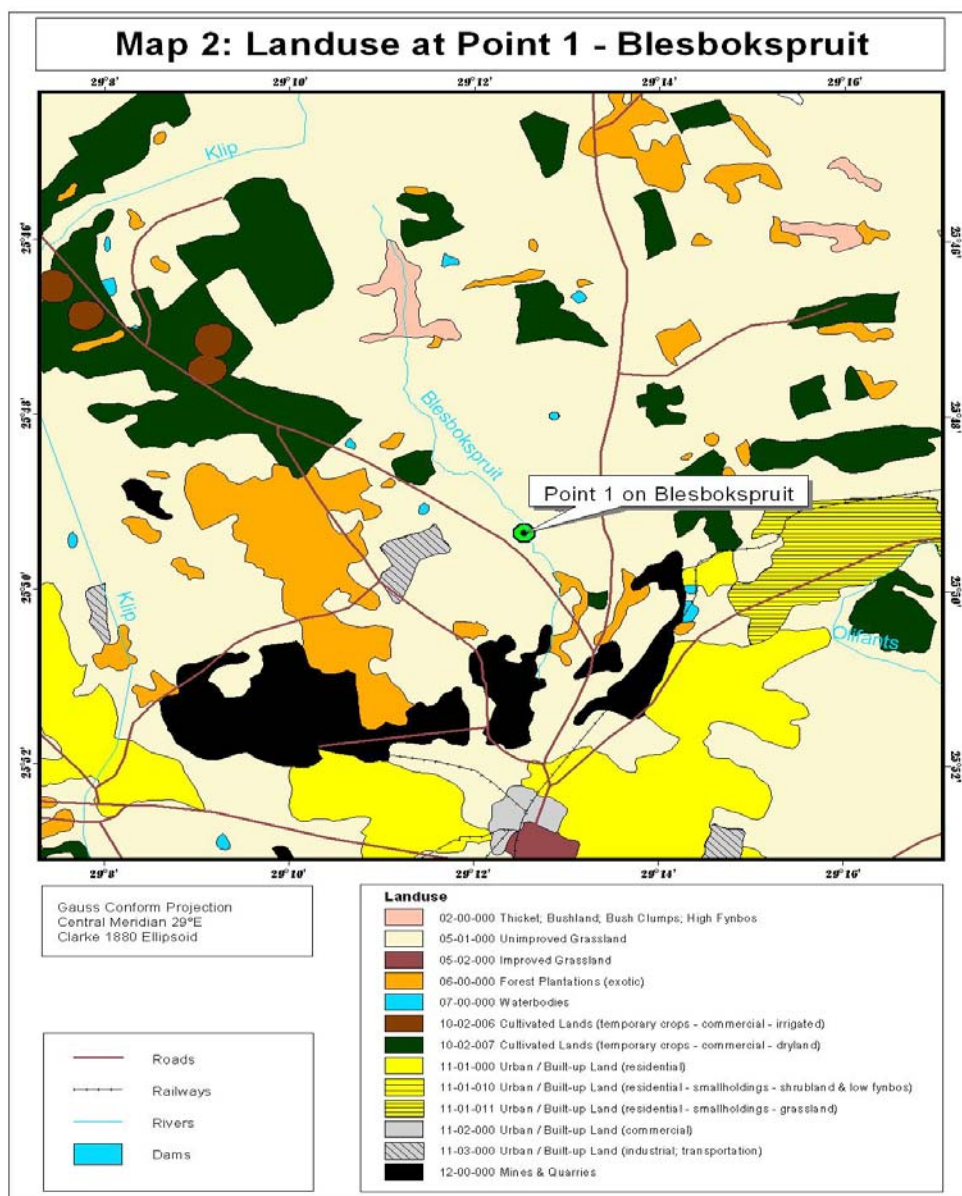 Map 2: Landuse at Point 1 - Blesbokspruit
29°8' 29°10' 29°12' 29°14' 29°16'
Klip
25°46' 25°46'
Blesbokspruit
25°48' 25°48'
Point 1 on Blesbokspruit
25°50' 25°50'
Klip
Olifants
25°52' 25°52'
29°8' 29°10' 29°12' 29°14' 29°16'
Gauss Conform Projection
Central Meridian 29°E
Clarke 1880 Ellipsoid
Roads
Railways
Rivers
Dams
Landuse
02-00-000 Thicket; Bushland; Bush Clumps; High Fynbos
05-01-000 Unimproved Grassland
05-02-000 Improved Grassland
06-00-000 Forest Plantations (exotic)
07-00-000 Waterbodies
10-02-006 Cultivated Lands (temporary crops - commercial - irrigated)
10-02-007 Cultivated Lands (temporary crops - commercial - dryland)
11-01-000 Urban / Built-up Land (residential)
11-01-010 Urban / Built-up Land (residential - smallholdings - shrubland & low fynbos)
11-01-011 Urban / Built-up Land (residential - smallholdings - grassland)
11-02-000 Urban / Built-up Land (commercial)
11-03-000 Urban / Built-up Land (industrial; transportation)
12-00-000 Mines & Quarries